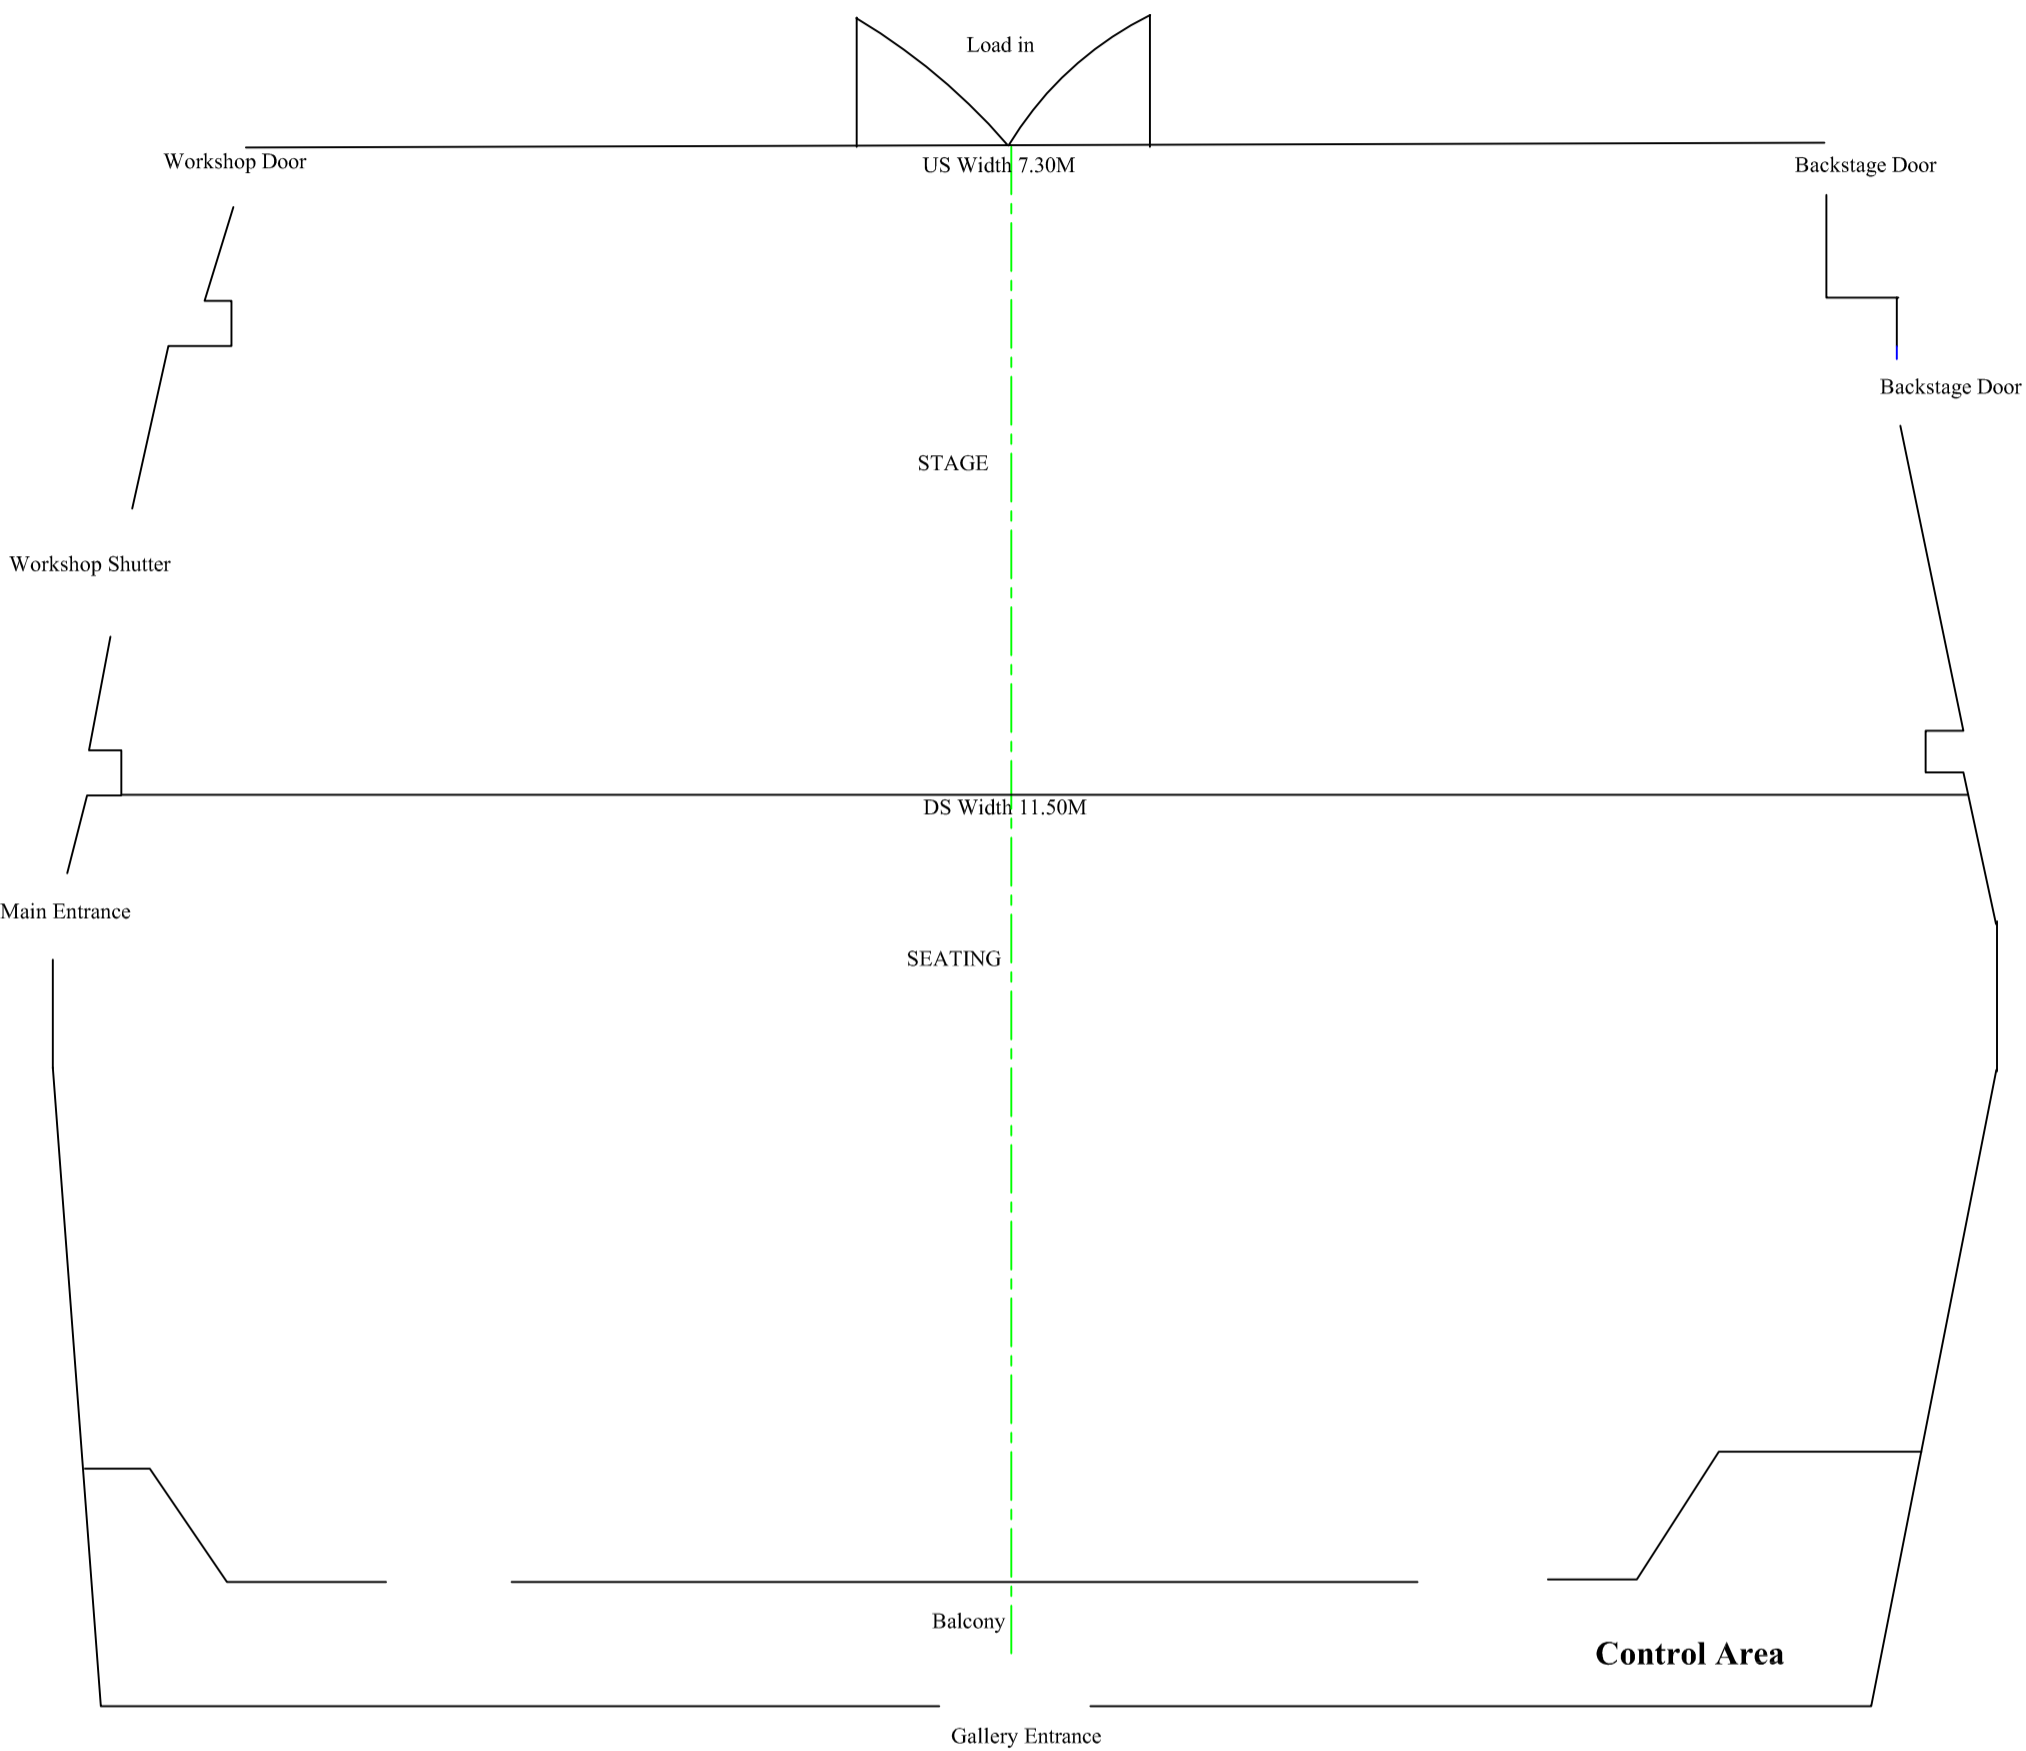 Load in
Workshop Door
US Width 7.30M
Backstage Door
Backstage Door
STAGE
Workshop Shutter
DS Width 11.50M
Main Entrance
SEATING
Balcony
Control Area
Gallery Entrance